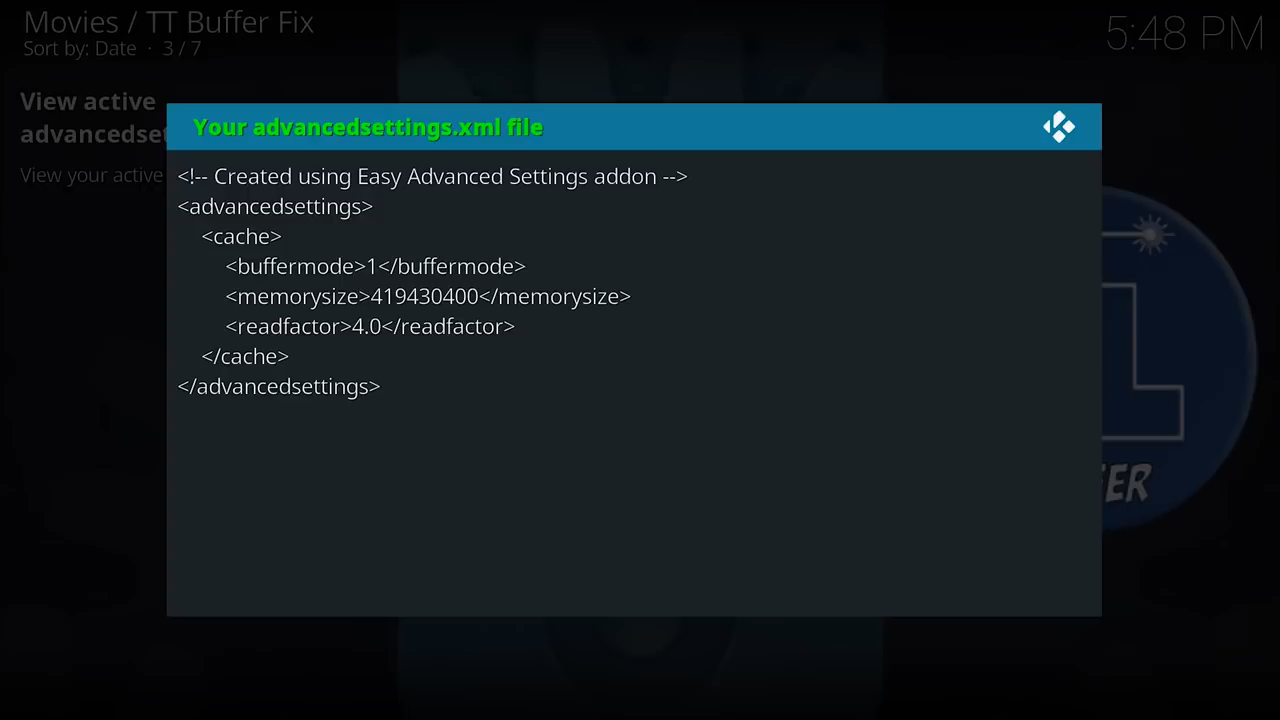 Movies / TT Buffer Fix
Sort by: Date · 3 / 7
5:48 PM
View active
advancedset
View your active
Your advancedsettings.xml file
<!-- Created using Easy Advanced Settings addon -->
<advancedsettings>
<cache>
<buffermode>1</buffermode>
<memorysize>419430400</memorysize>
<readfactor>4.0</readfactor>
</cache>
</advancedsettings>
L
ER